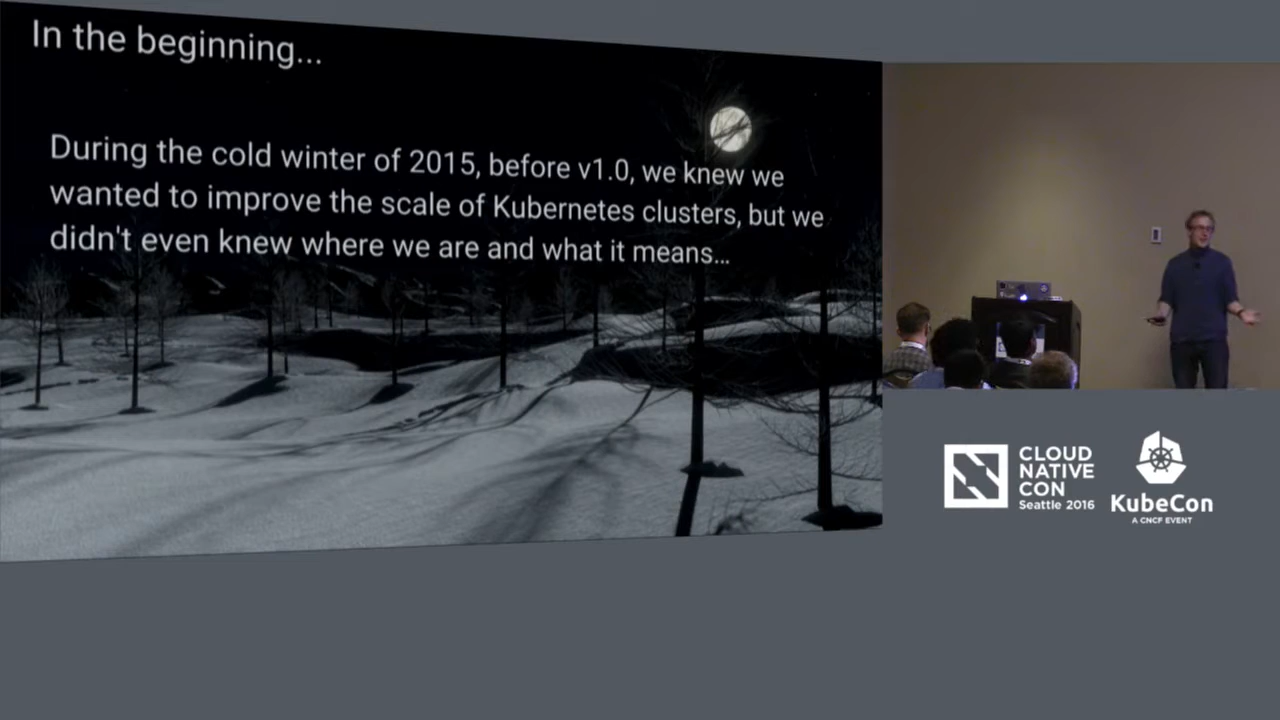 In the beginning...
During the cold winter of 2015, before v1.0, we knew we
wanted to improve the scale of Kubernetes clusters, but we
didn't even knew where we are and what it means...
CLOUD
NATIVE
CON
Seattle 2016
KubeCon
A CNCF EVENT